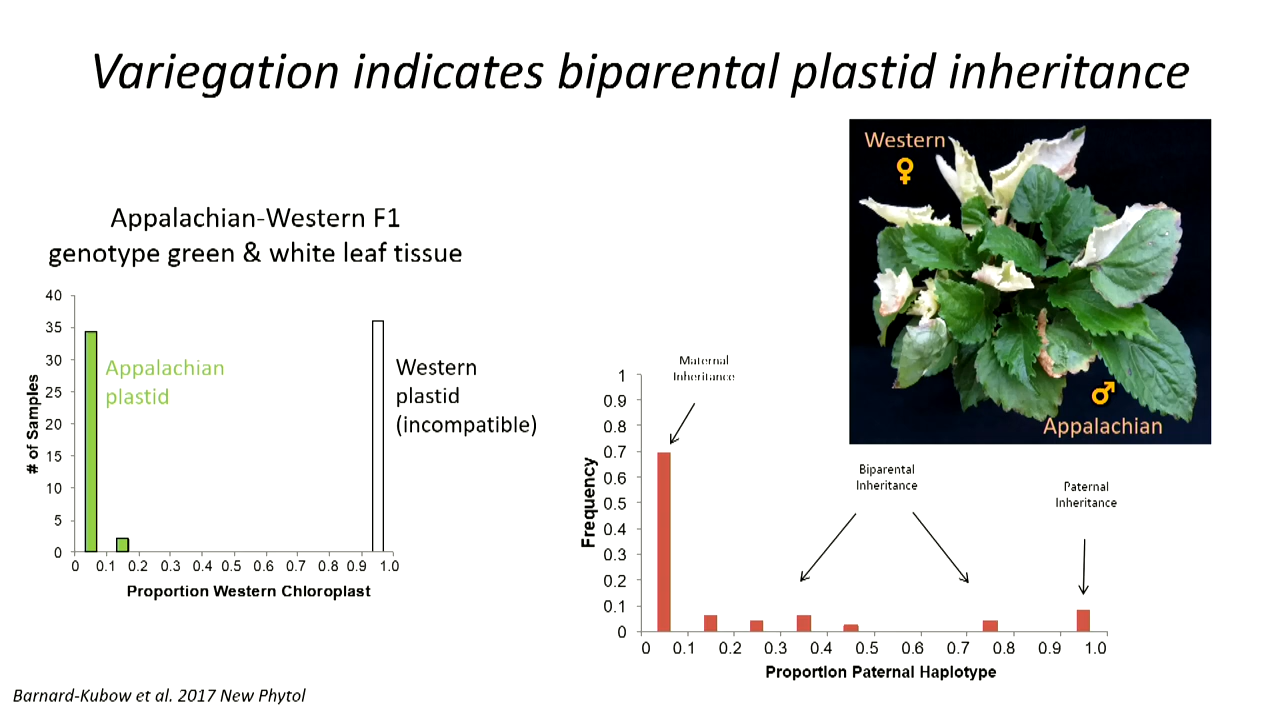 Variegation indicates biparental plastid inheritance
Western
♀
Appalachian-Western F1
genotype green & white leaf tissue
40
35
30
25
20
15
10
5
0
# of Samples
Appalachian
plastid
Western
plastid
(incompatible)
0 0.1 0.2 0.3 0.4 0.5 0.6 0.7 0.8 0.9 1.0
Proportion Western Chloroplast
♂
Appalachian
Maternal
Inheritance
1
0.9
0.8
0.7
0.6
0.5
0.4
0.3
0.2
0.1
0
Frequency
Biparental
Inheritance
Paternal
Inheritance
0 0.1 0.2 0.3 0.4 0.5 0.6 0.7 0.8 0.9 1.0
Proportion Paternal Haplotype
Barnard-Kubow et al. 2017 New Phytol